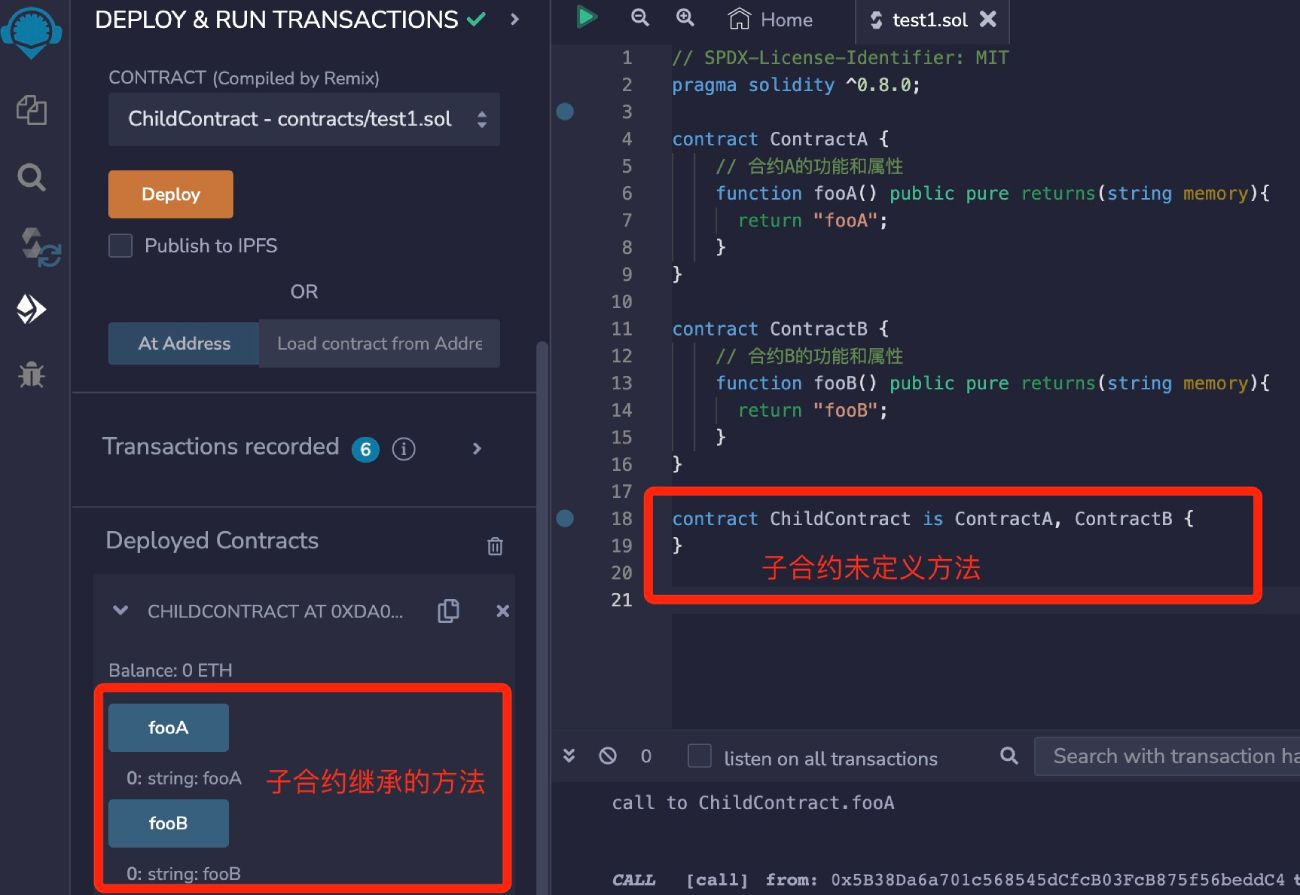 DEPLOY & RUN TRANSACTIONS
CONTRACT (Compiled by Remix)
ChildContract - contracts/test1.sol
Deploy
Publish to IPFS
OR
At Address
Load contract from Addre
Transactions recorded 6 i
Deployed Contracts
CHILDCONTRACT AT 0XDA0...
Balance: 0 ETH
fooA
0: string: fooA
子合约继承的方法
fooB
0: string: fooB
Home
test1.sol
1 // SPDX-License-Identifier: MIT
2 pragma solidity ^0.8.0;
3
4 contract ContractA {
5 // 合约A的功能和属性
6 function fooA() public pure returns(string memory){
7 return "fooA";
8 }
9 }
10
11 contract ContractB {
12 // 合约B的功能和属性
13 function fooB() public pure returns(string memory){
14 return "fooB";
15 }
16 }
17
18 contract ChildContract is ContractA, ContractB {
19 }
子合约未定义方法
20
21
0
listen on all transactions
Search with transaction ha
call to ChildContract.fooA
CALL [call] from: 0x5B38Da6a701c568545dCfcB03FcB875f56beddC4 t